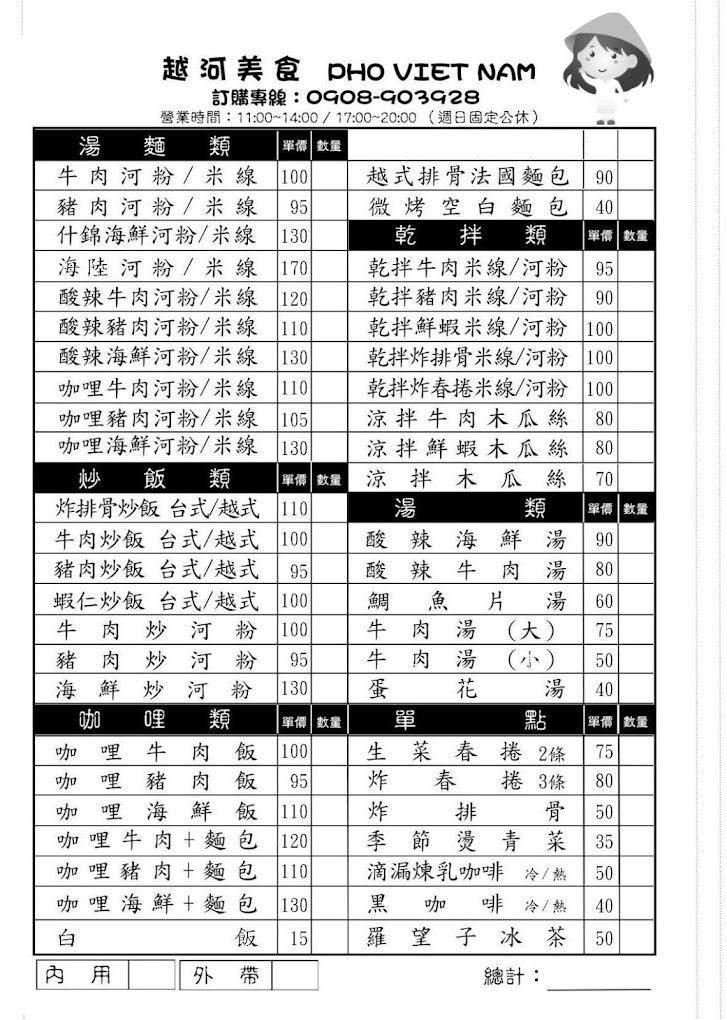 越河美食 PHO VIET NAM
訂購專線：0908-903928
營業時間：11:00~14:00 / 17:00~20:00 （週日固定公休）
湯麵類 單價 數量
牛肉河粉/米線 100
豬肉河粉/米線 95
什錦海鮮河粉/米線 130
海陸河粉/米線 170
酸辣牛肉河粉/米線 120
酸辣豬肉河粉/米線 110
酸辣海鮮河粉/米線 130
咖哩牛肉河粉/米線 110
咖哩豬肉河粉/米線 105
咖哩海鮮河粉/米線 130
炒飯類 單價 數量
炸排骨炒飯 台式/越式 110
牛肉炒飯 台式/越式 100
豬肉炒飯 台式/越式 95
蝦仁炒飯 台式/越式 100
牛肉炒河粉 100
豬肉炒河粉 95
海鮮炒河粉 130
咖哩類 單價 數量
咖哩牛肉飯 100
咖哩豬肉飯 95
咖哩海鮮飯 110
咖哩牛肉+麵包 120
咖哩豬肉+麵包 110
咖哩海鮮+麵包 130
白飯 15
越式排骨法國麵包 90
微烤空白麵包 40
乾拌類 單價 數量
乾拌牛肉米線/河粉 95
乾拌豬肉米線/河粉 90
乾拌鮮蝦米線/河粉 100
乾拌炸排骨米線/河粉 100
乾拌炸春捲米線/河粉 100
涼拌牛肉木瓜絲 80
涼拌鮮蝦木瓜絲 80
涼拌木瓜絲 70
湯類 單價 數量
酸辣海鮮湯 90
酸辣牛肉湯 80
鯛魚片湯 60
牛肉湯（大） 75
牛肉湯（小） 50
蛋花湯 40
單點 單價 數量
生菜春捲 2條 75
炸春捲 3條 80
炸排骨 50
季節燙青菜 35
滴漏煉乳咖啡 冷/熱 50
黑咖啡 冷/熱 40
羅望子冰茶 50
內用 外帶 總計：